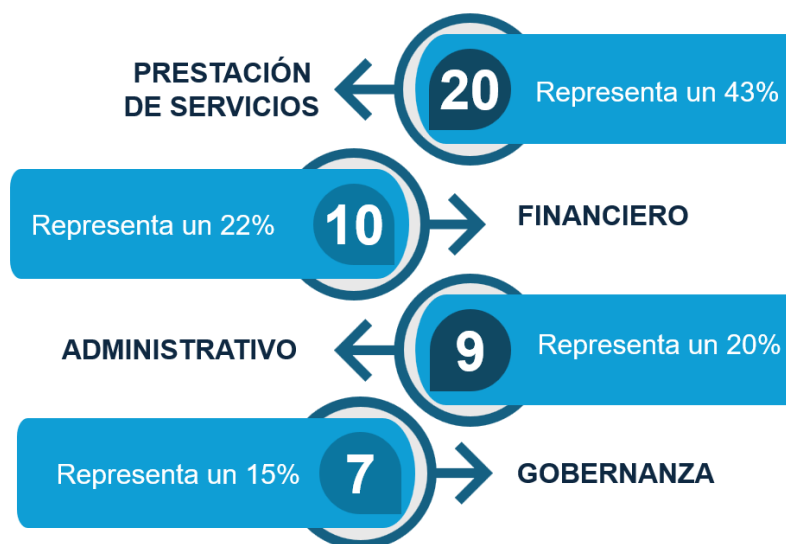 PRESTACIÓN
DE SERVICIOS
20
Representa un 43%
Representa un 22%
10
FINANCIERO
ADMINISTRATIVO
9
Representa un 20%
Representa un 15%
7
GOBERNANZA